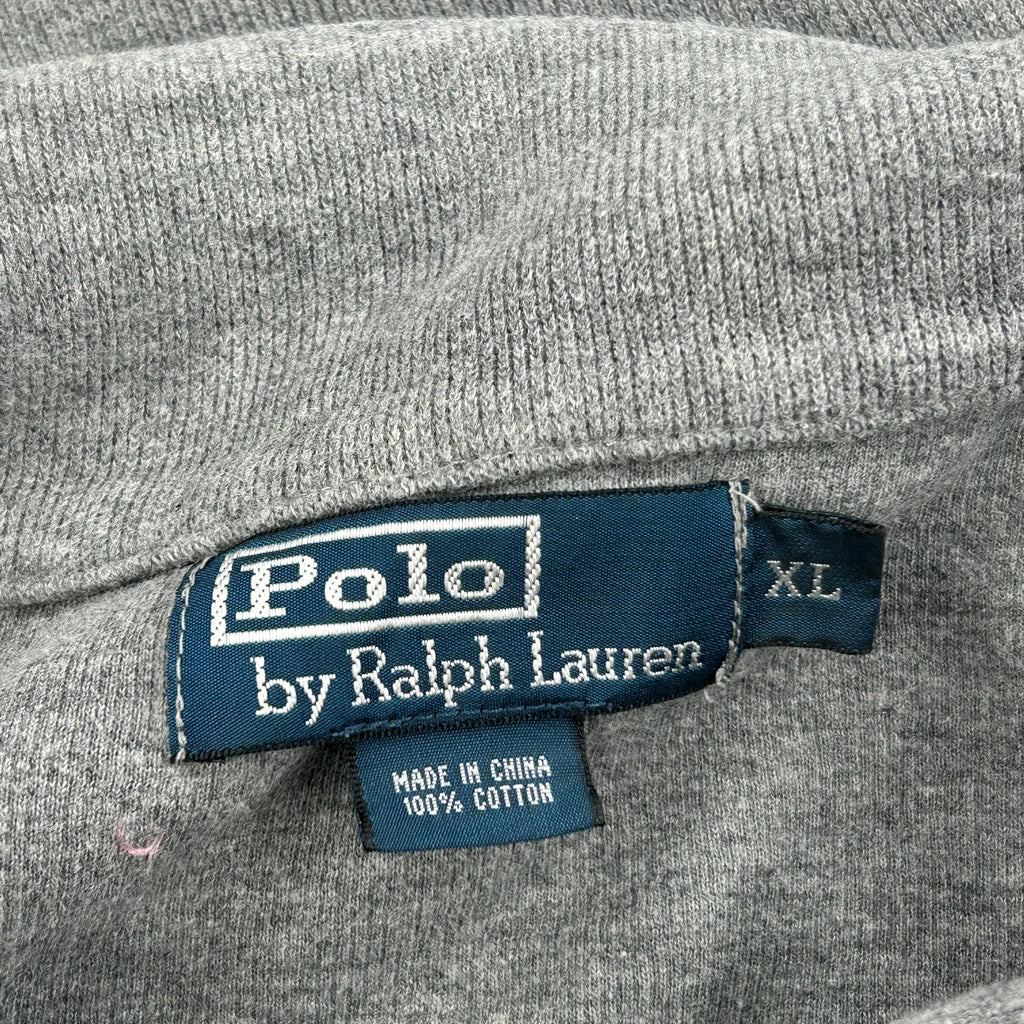 Polo
by Ralph Lauren
XL
MADE IN CHINA
100% COTTON